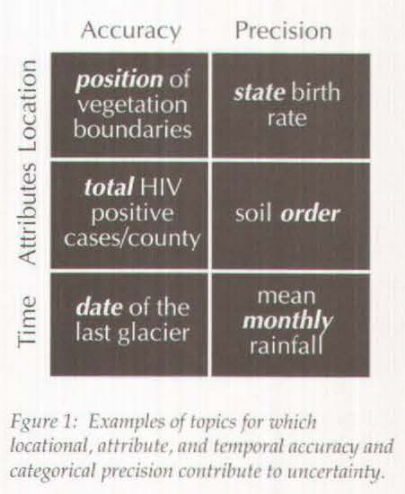 Accuracy Precision
Location
position of
vegetation
boundaries
state birth
rate
Attributes
total HIV
positive
cases/county
soil order
Time
date of the
last glacier
mean
monthly
rainfall
Fgure 1: Examples of topics for which
locational, attribute, and temporal accuracy and
categorical precision contribute to uncertainty.